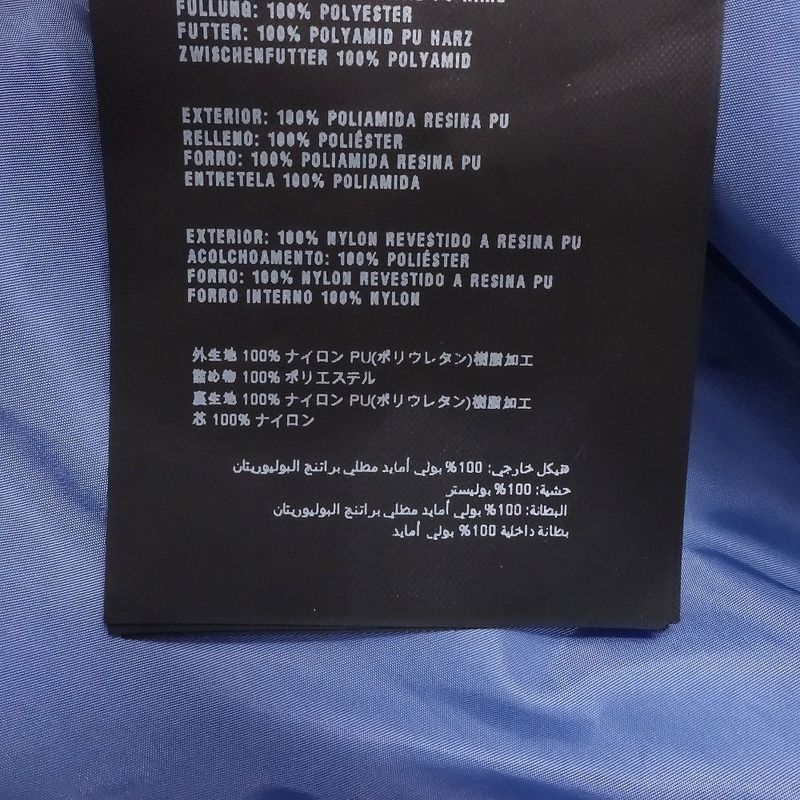 FÜLLUNG: 100% POLYESTER
FUTTER: 100% POLYAMID PU HARZ
ZWISCHENFUTTER 100% POLYAMID
EXTERIOR: 100% POLIAMIDA RESINA PU
RELLENO: 100% POLIÉSTER
FORRO: 100% POLIAMIDA RESINA PU
ENTRETELA 100% POLIAMIDA
EXTERIOR: 100% NYLON REVESTIDO A RESINA PU
ACOLCHOAMENTO: 100% POLIÉSTER
FORRO: 100% NYLON REVESTIDO A RESINA PU
FORRO INTERNO 100% NYLON
外生地 100% ナイロン PU(ポリウレタン)樹脂加工
詰め物 100% ポリエステル
裏生地 100% ナイロン PU(ポリウレタン)樹脂加工
芯 100% ナイロン
هيكل خارجي: 100% بولي أمايد مطلي براتنج البوليوريتان
حشية: 100% بوليستر
البطانة: 100% بولي أمايد مطلي براتنج البوليوريتان
بطانة داخلية 100% بولي أمايد